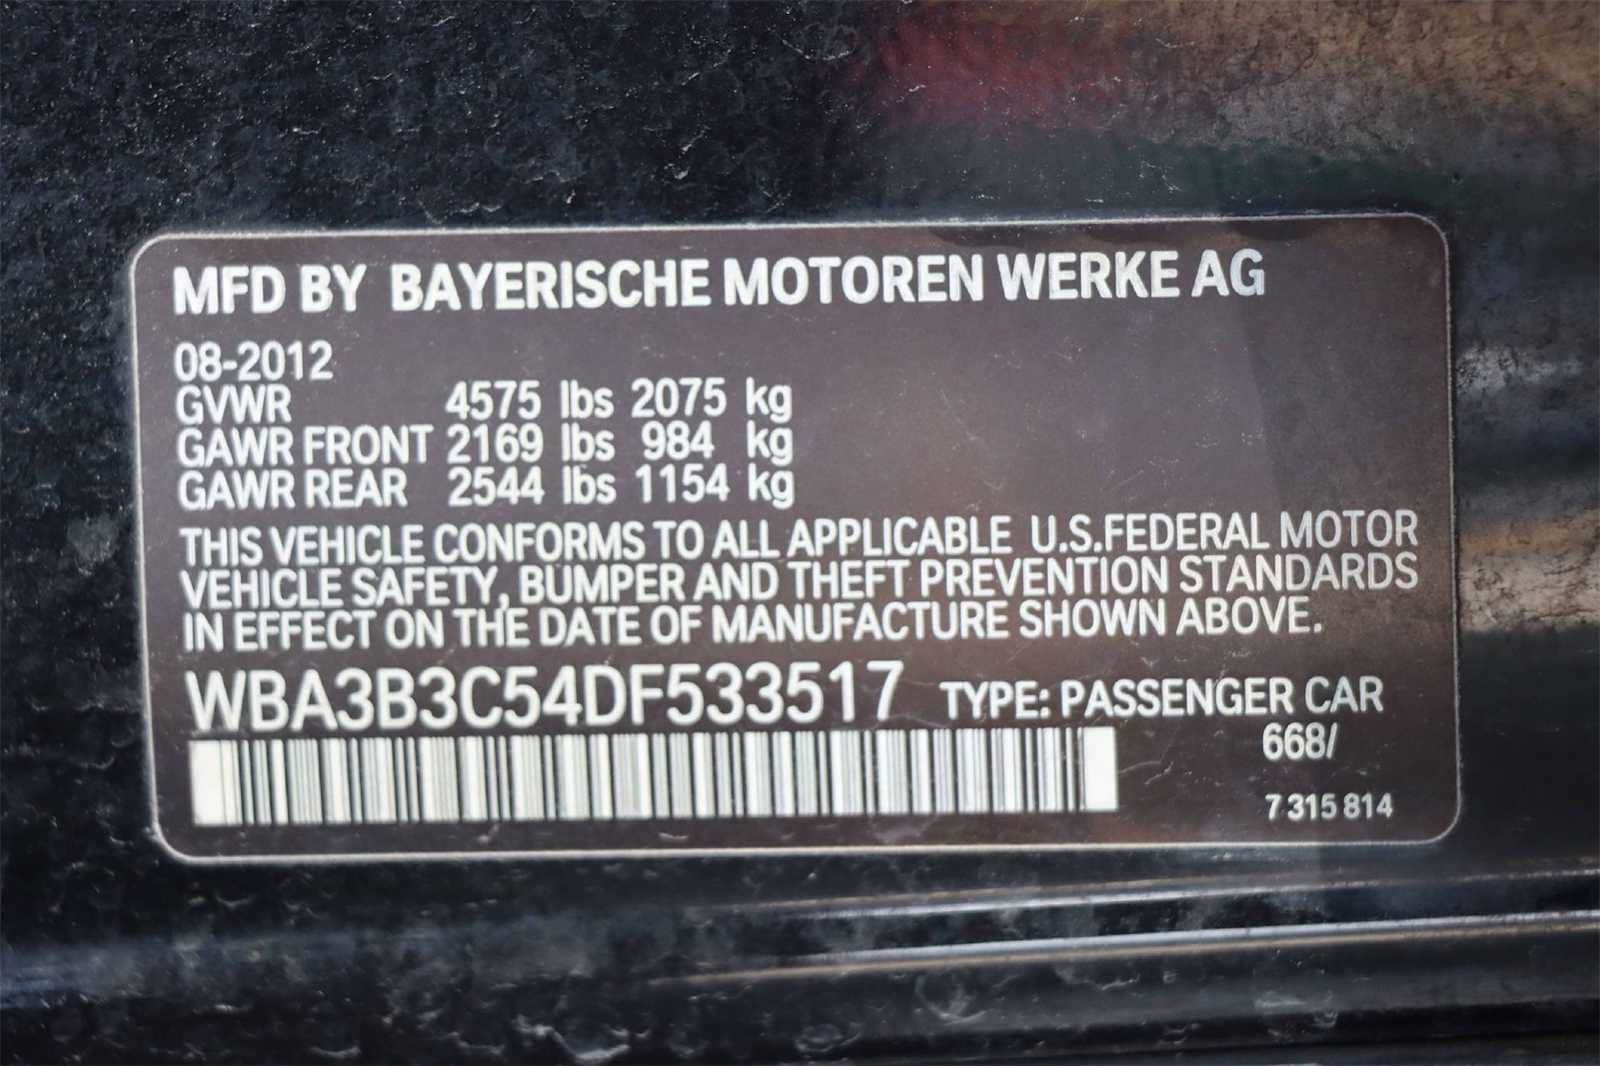 MFD BY BAYERISCHE MOTOREN WERKE AG
08-2012
GVWR 4575 lbs 2075 kg
GAWR FRONT 2169 lbs 984 kg
GAWR REAR 2544 lbs 1154 kg
THIS VEHICLE CONFORMS TO ALL APPLICABLE U.S.FEDERAL MOTOR
VEHICLE SAFETY, BUMPER AND THEFT PREVENTION STANDARDS
IN EFFECT ON THE DATE OF MANUFACTURE SHOWN ABOVE.
WBA3B3C54DF533517 TYPE: PASSENGER CAR
668/
7 315 814